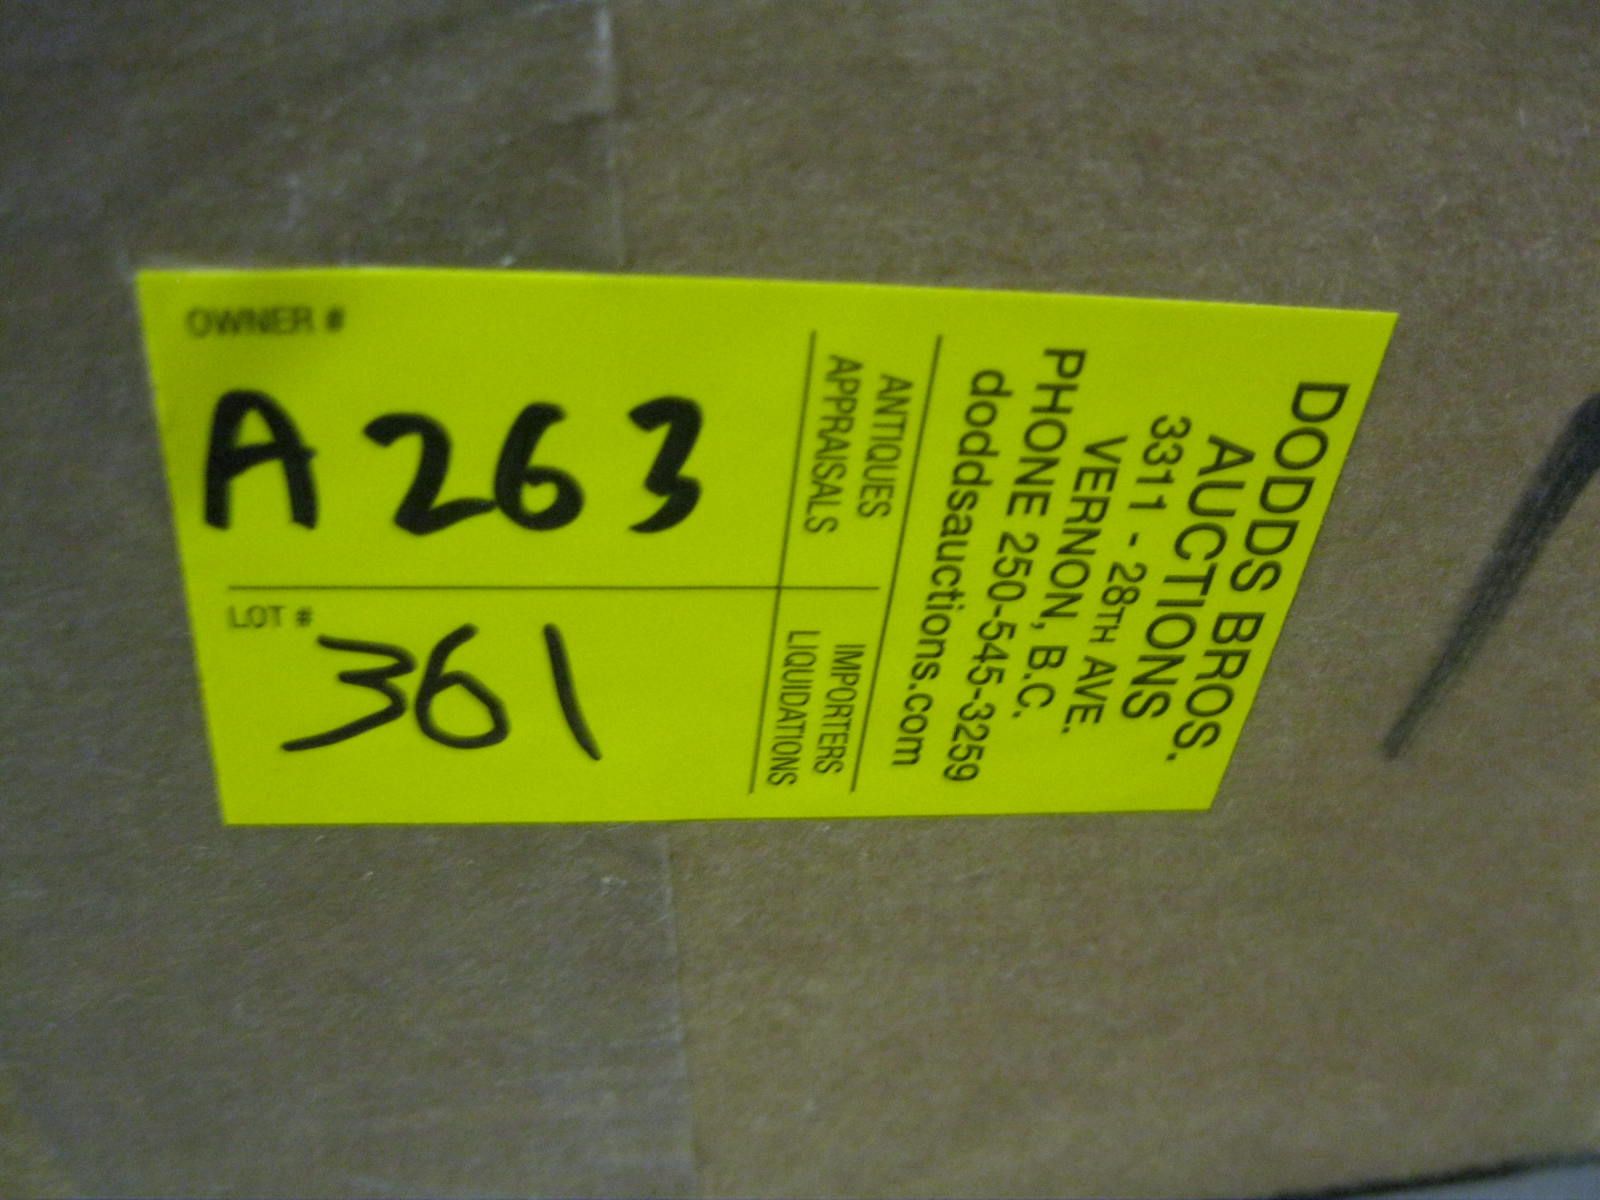 DODDS BROS.
AUCTIONS
3311 - 28TH AVE.
VERNON, B.C.
PHONE 250-545-3259
doddsauctions.com
ANTIQUES
APPRAISALS
IMPORTERS
LIQUIDATIONS
OWNER #
A263
LOT #
361